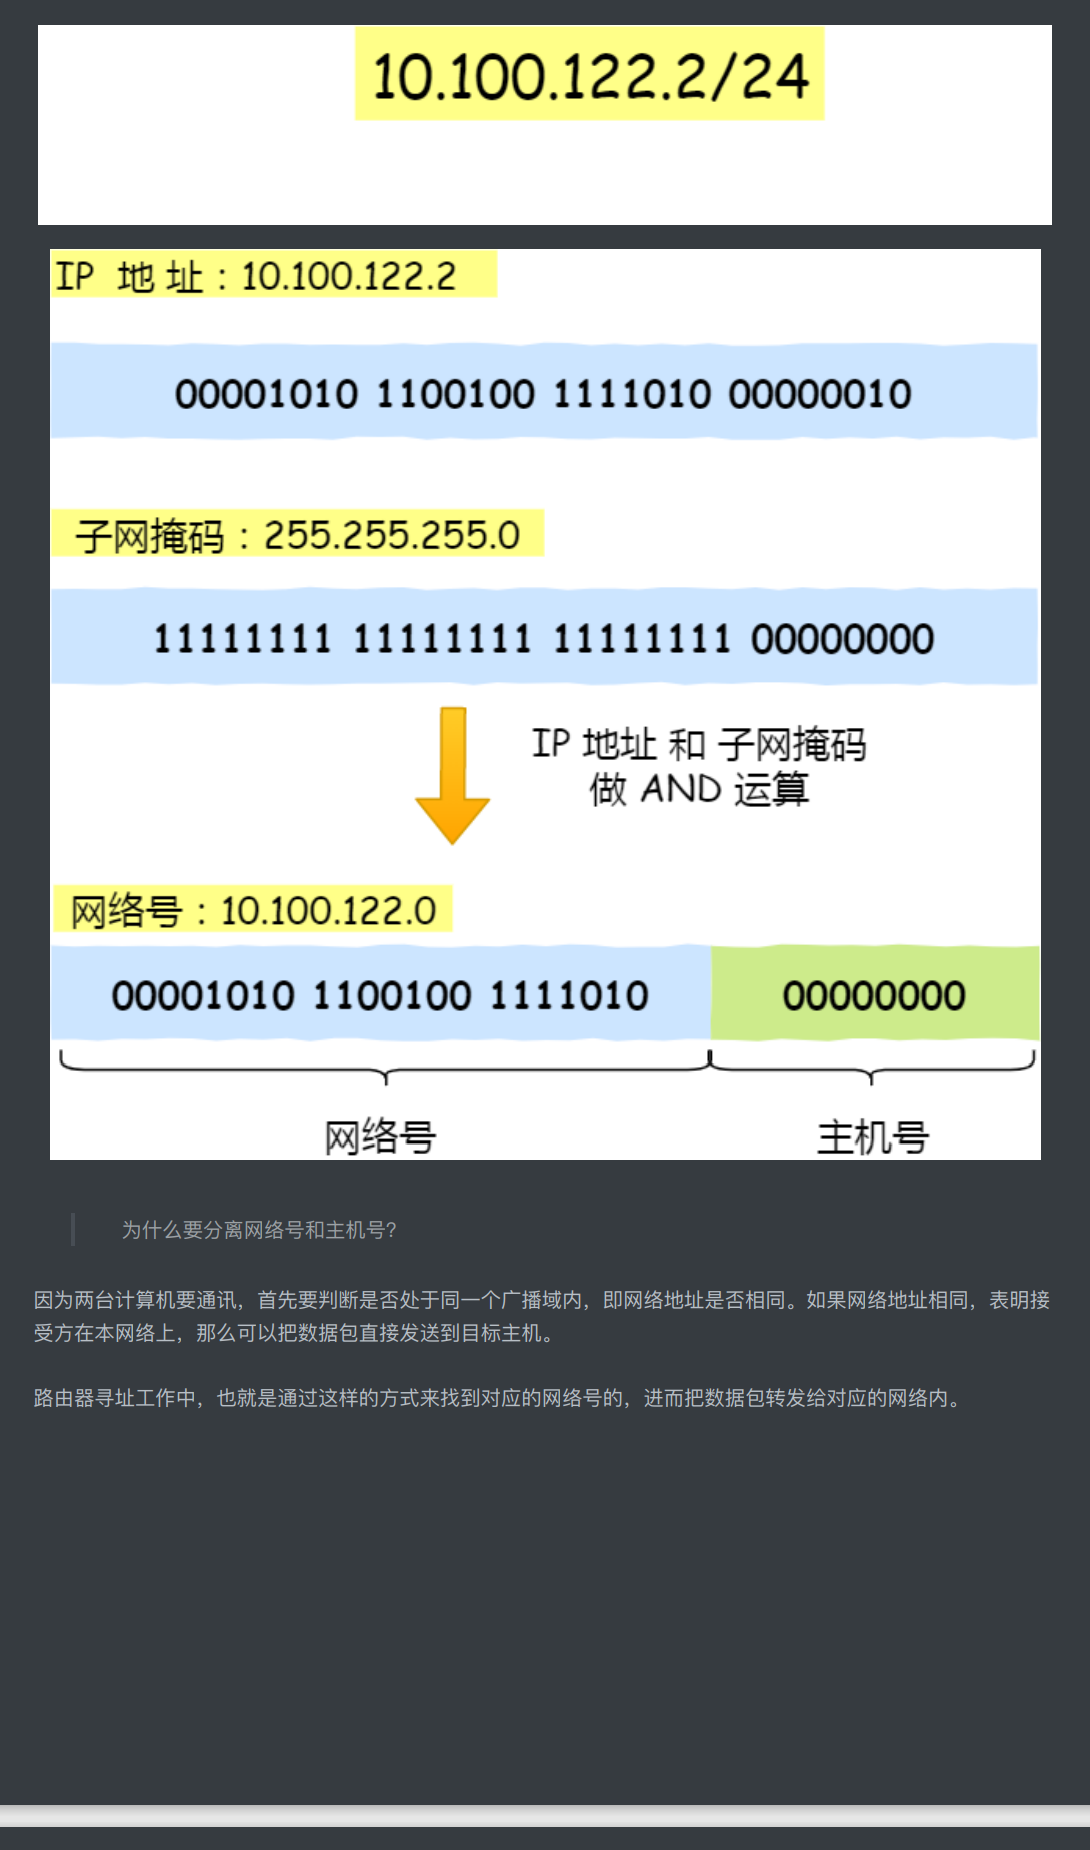 10.100.122.2/24
IP 地 址：10.100.122.2
00001010 1100100 1111010 00000010
子网掩码：255.255.255.0
11111111 11111111 11111111 00000000
IP 地址 和 子网掩码
做 AND 运算
网络号：10.100.122.0
00001010 1100100 1111010 00000000
网络号 主机号
为什么要分离网络号和主机号？
因为两台计算机要通讯，首先要判断是否处于同一个广播域内，即网络地址是否相同。如果网络地址相同，表明接
受方在本网络上，那么可以把数据包直接发送到目标主机。
路由器寻址工作中，也就是通过这样的方式来找到对应的网络号的，进而把数据包转发给对应的网络内。